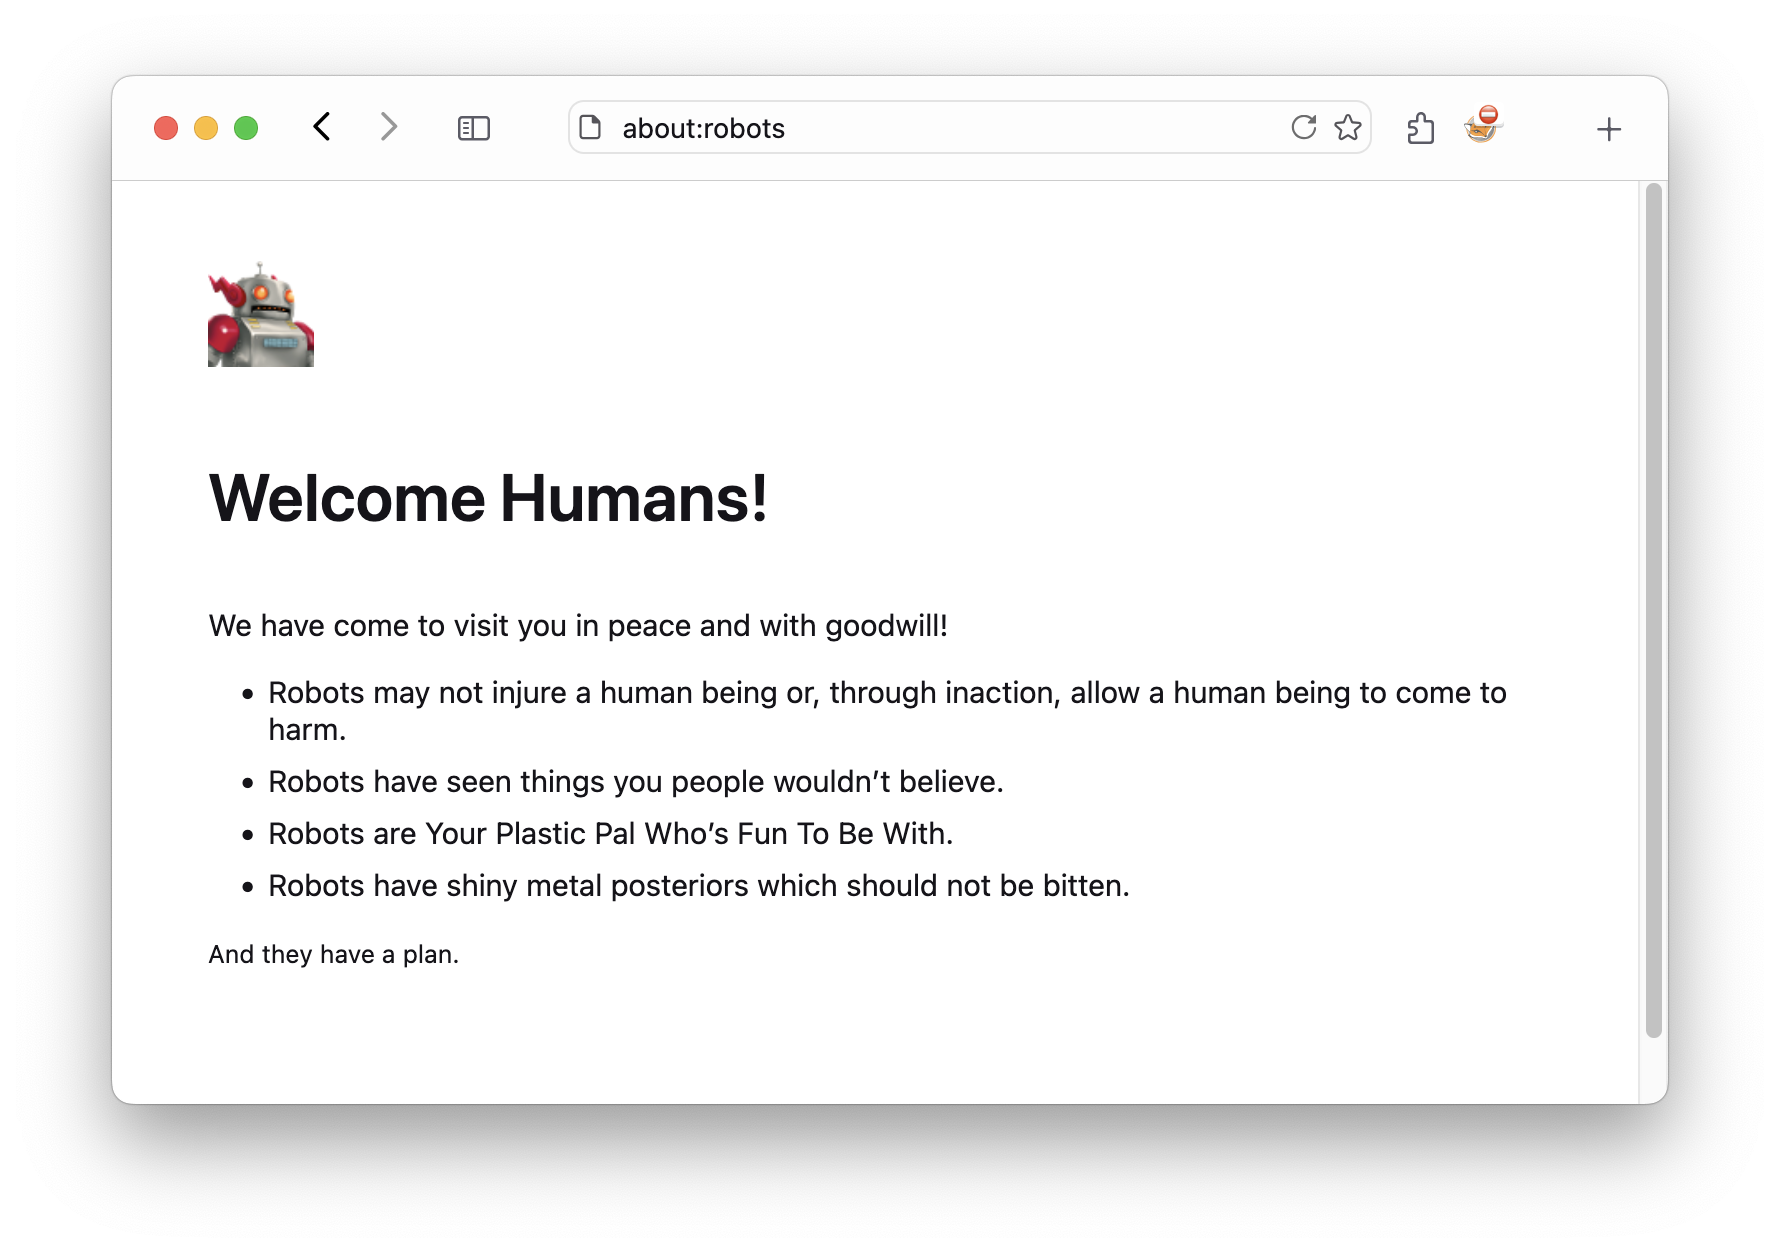 about:robots
Welcome Humans!
We have come to visit you in peace and with goodwill!
• Robots may not injure a human being or, through inaction, allow a human being to come to
harm.
• Robots have seen things you people wouldn’t believe.
• Robots are Your Plastic Pal Who’s Fun To Be With.
• Robots have shiny metal posteriors which should not be bitten.
And they have a plan.